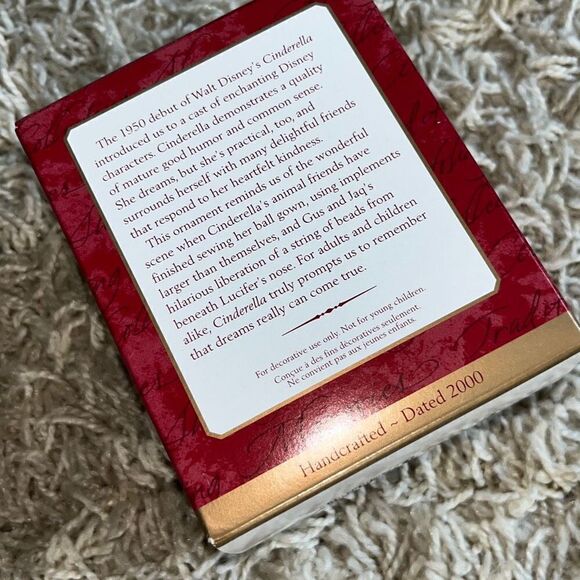 The 1950 debut of Walt Disney's Cinderella
introduced us to a cast of enchanting Disney
characters. Cinderella demonstrates a quality
of mature good humor and common sense.
She dreams, but she's practical, too, and
surrounds herself with many delightful friends
that respond to her heartfelt kindness.
This ornament reminds us of the wonderful
scene when Cinderella's animal friends have
finished sewing her ball gown, using implements
larger than themselves, and Gus and Jaq's
hilarious liberation of a string of beads from
beneath Lucifer's nose. For adults and children
alike, Cinderella truly prompts us to remember
that dreams really can come true.
For decorative use only. Not for young children.
Conçue à des fins décoratives seulement.
Ne convient pas aux jeunes enfants.
Handcrafted ~ Dated 2000